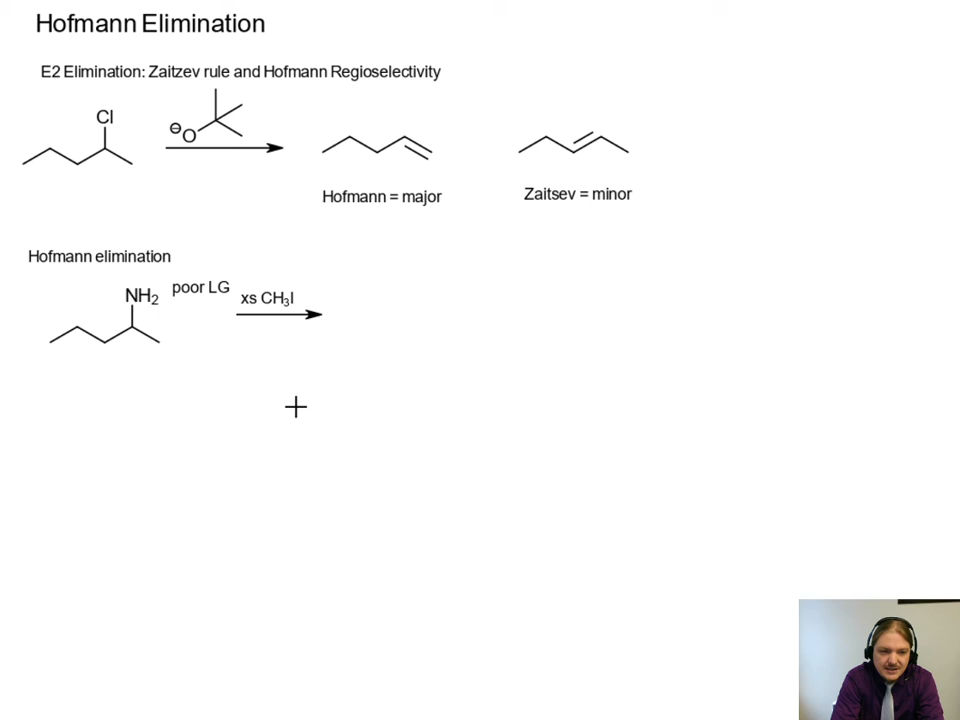 Hofmann Elimination
E2 Elimination: Zaitzev rule and Hofmann Regioselectivity
Cl
⊖O
Hofmann = major
Zaitsev = minor
Hofmann elimination
NH₂
poor LG
xs CH₃I